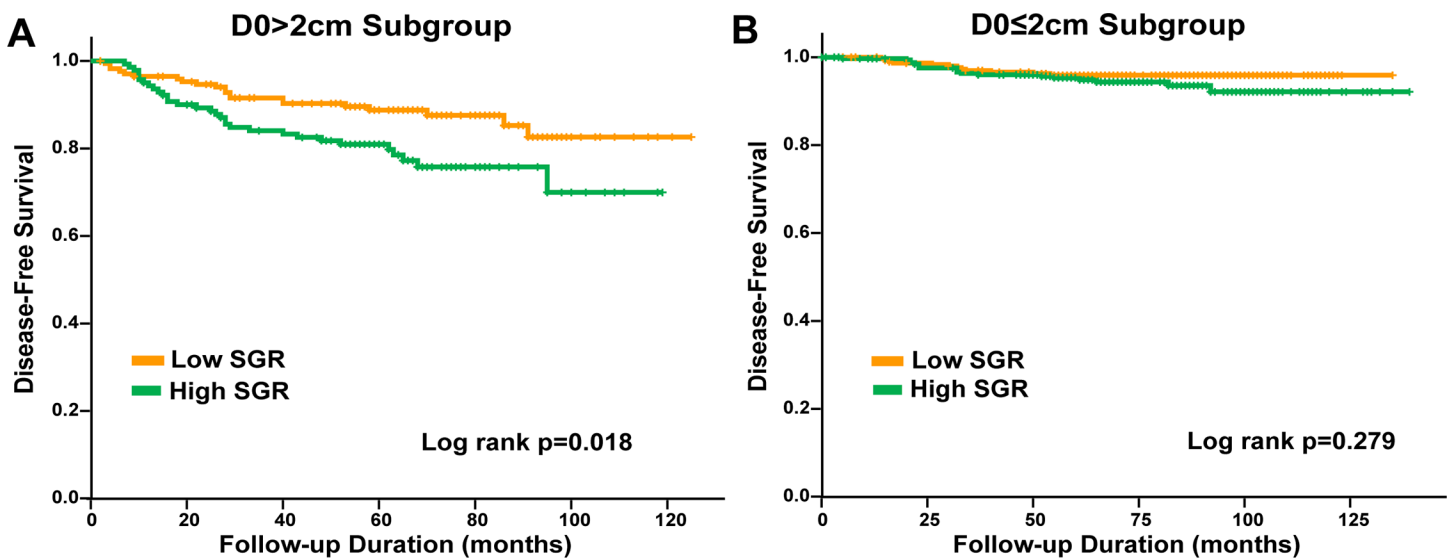 A
D0>2cm Subgroup
Disease-Free Survival
1.0
0.8
0.6
0.4
0.2
0.0
Low SGR
High SGR
Log rank p=0.018
0 20 40 60 80 100 120
Follow-up Duration (months)
B
D0≤2cm Subgroup
Disease-Free Survival
1.0
0.8
0.6
0.4
0.2
0.0
Low SGR
High SGR
Log rank p=0.279
0 25 50 75 100 125
Follow-up Duration (months)